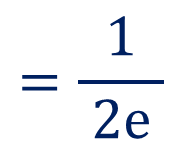 = 1/2e